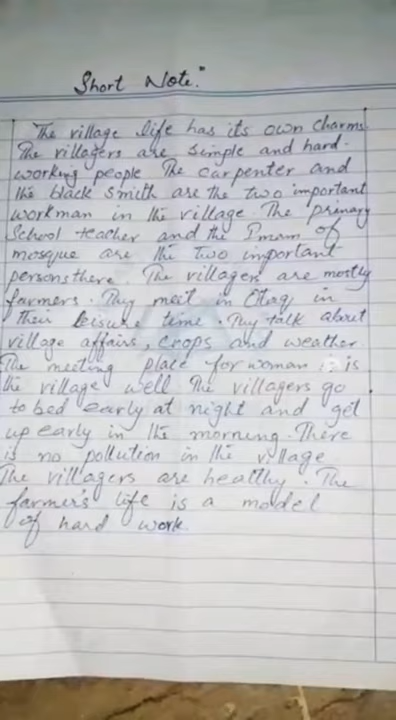 Short Note."
The village life has its own charms.
The villagers are simple and hard-
working people The carpenter and
the black smith are the two important
workman in the village. The primary
School teacher and the Imam of
mosque are the two important
persons there. The villagers are mostly
farmers. They meet in Otaq in
their leisure time. They talk about
village affairs, crops and weather.
The meeting place for woman is
the village well The villagers go
to bed early at night and get
up early in the morning. There
is no pollution in the village
The villagers are healthy. The
farmer's life is a model
of hard work.